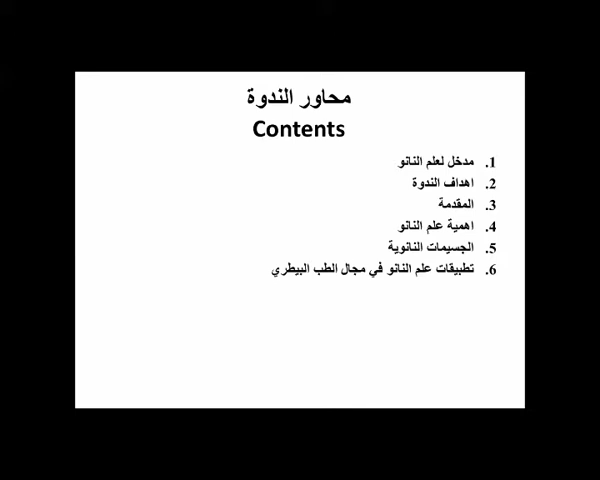 محاور الندوة
Contents
1. مدخل لعلم النانو
2. اهداف الندوة
3. المقدمة
4. اهمية علم النانو
5. الجسيمات النانوية
6. تطبيقات علم النانو في مجال الطب البيطري